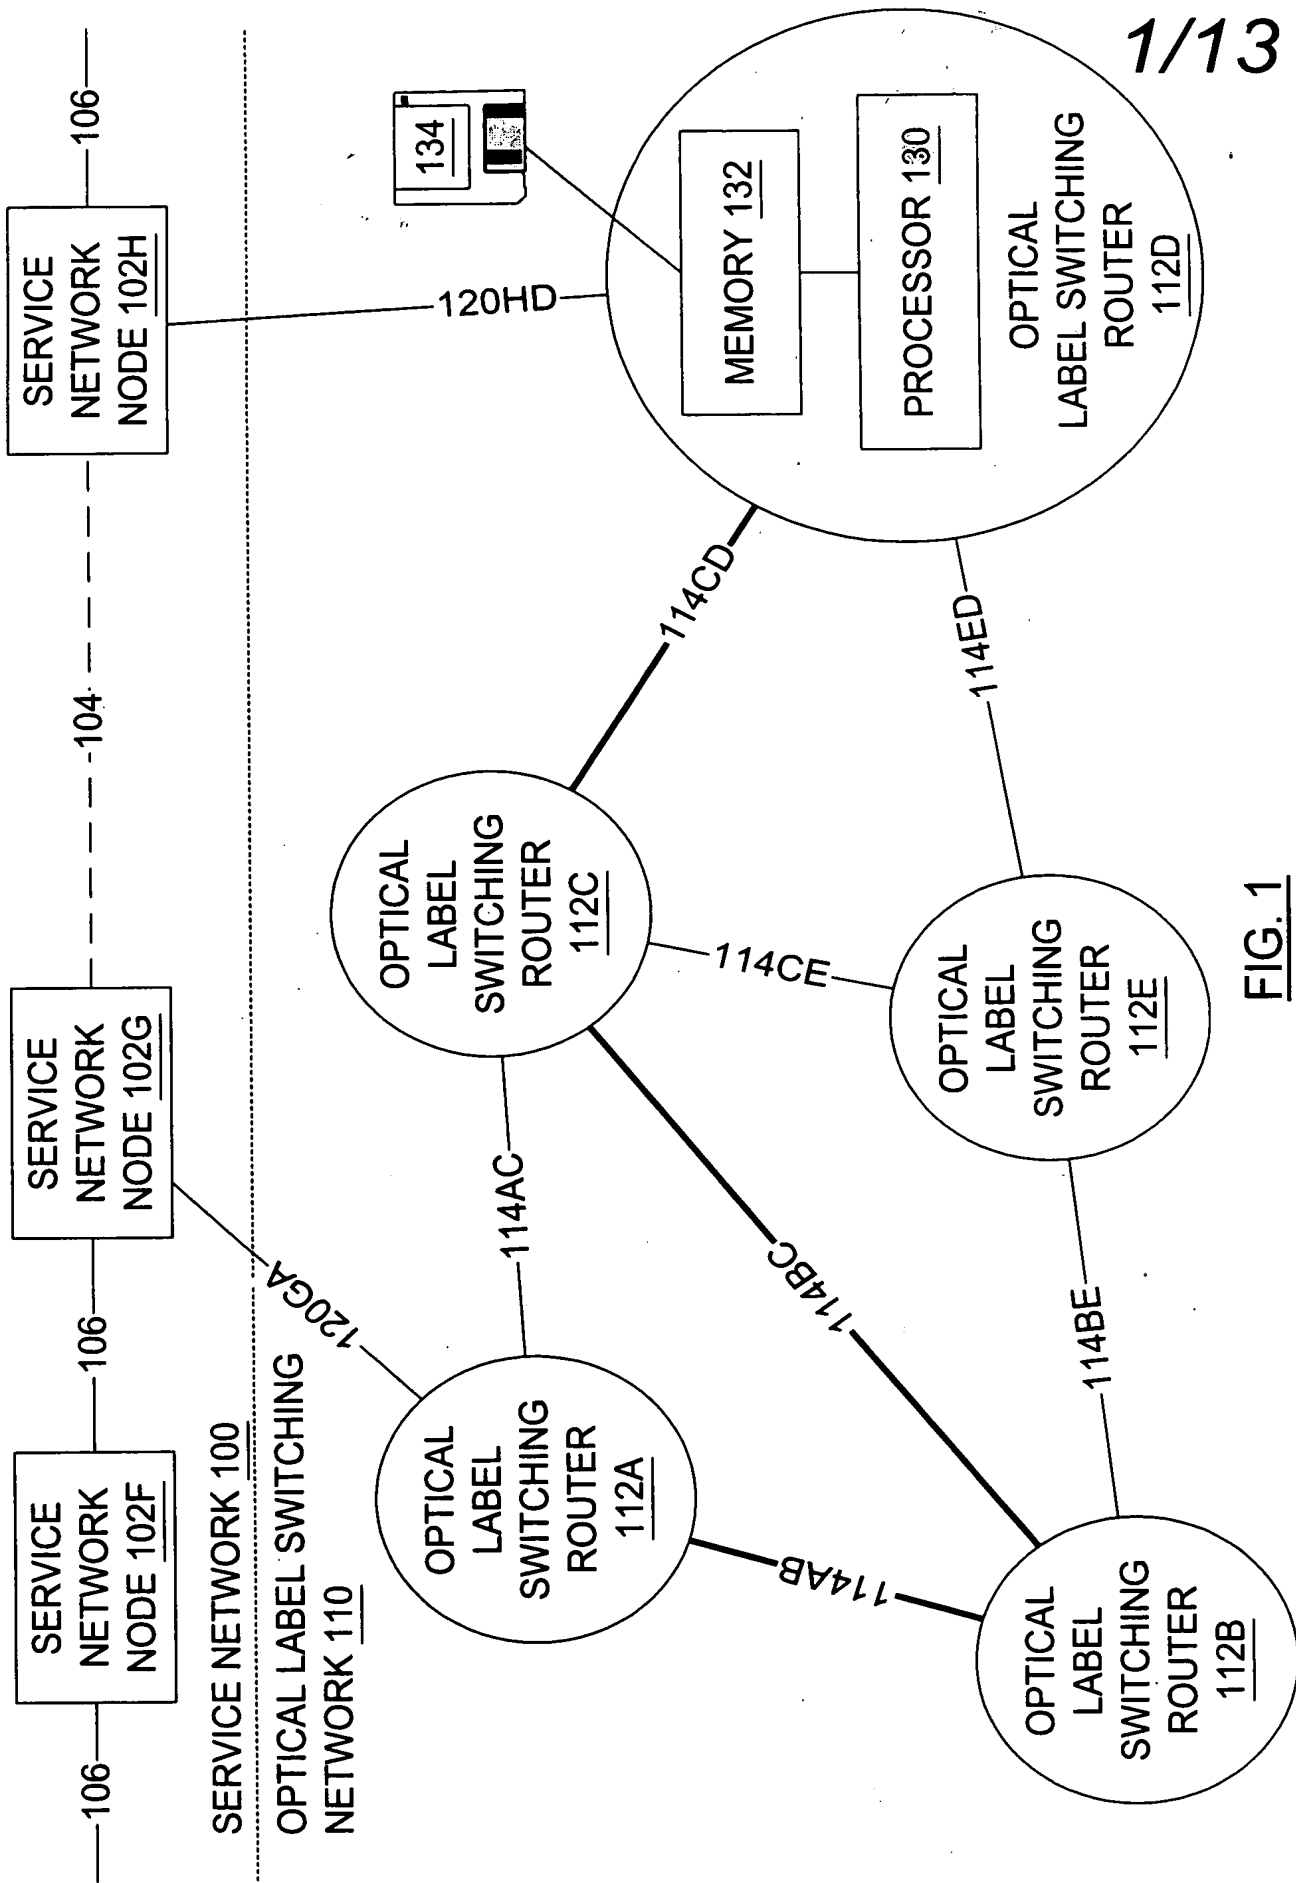 1/13
106
SERVICE
NETWORK
NODE 102F
106
SERVICE
NETWORK
NODE 102G
104
SERVICE
NETWORK
NODE 102H
106
SERVICE NETWORK 100
OPTICAL LABEL SWITCHING
NETWORK 110
120GA
120HD
134
OPTICAL
LABEL
SWITCHING
ROUTER
112A
114AC
OPTICAL
LABEL
SWITCHING
ROUTER
112C
114CD
MEMORY 132
PROCESSOR 130
OPTICAL
LABEL SWITCHING
ROUTER
112D
114AB
114BC
114CE
114ED
OPTICAL
LABEL
SWITCHING
ROUTER
112B
114BE
OPTICAL
LABEL
SWITCHING
ROUTER
112E
FIG. 1